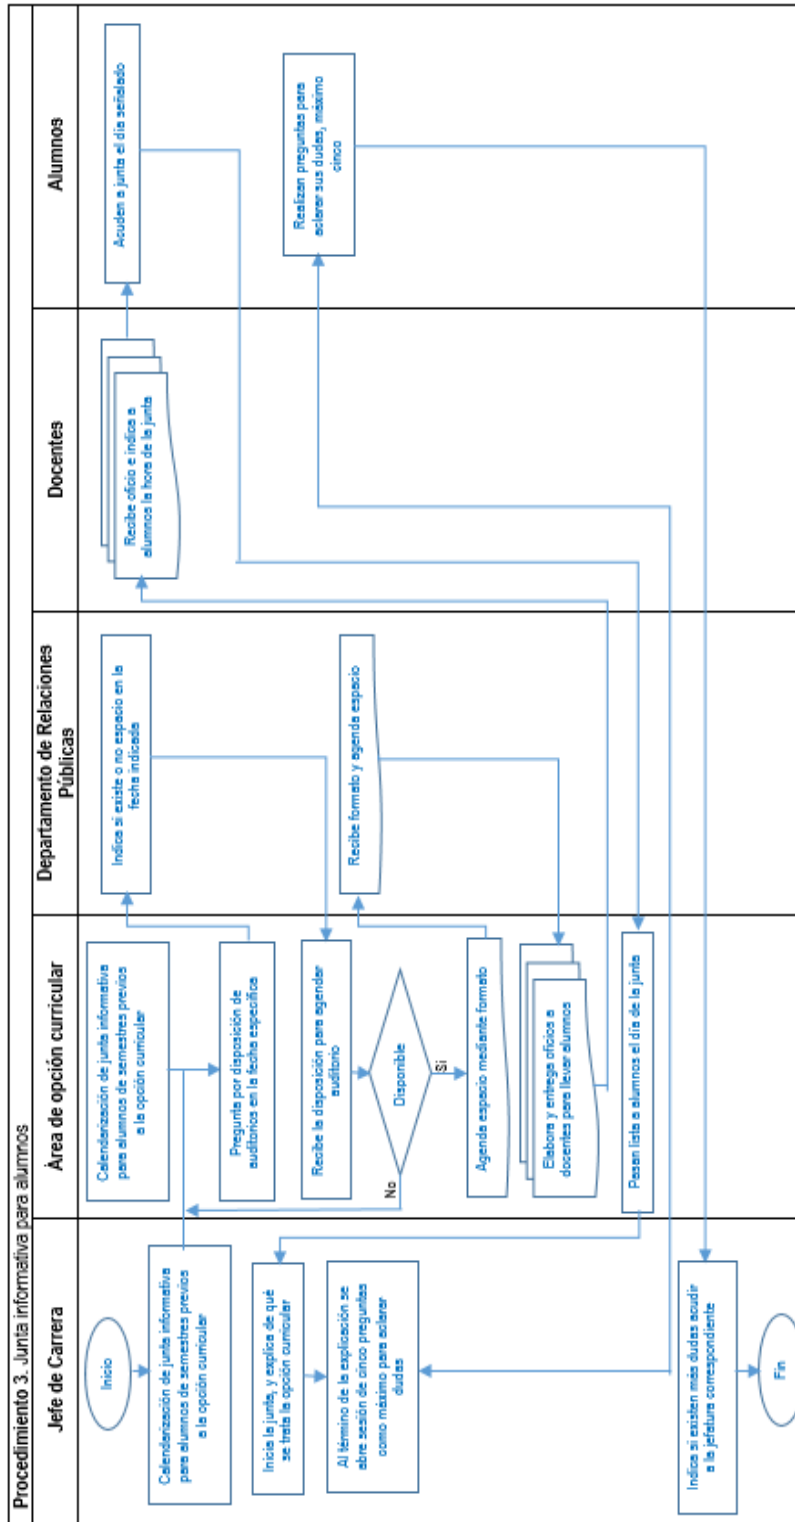 Procedimiento 3. Junta informativa para alumnos
Jefe de Carrera
Área de opción curricular
Departamento de Relaciones
Públicas
Docentes
Alumnos
Inicio
Calendarización de junta informativa
para alumnos de semestres previos
a la opción curricular
Calendarización de junta informativa
para alumnos de semestres previos
a la opción curricular
Pregunta por disposición de
auditorios en la fecha especifica
Indica si existe o no espacio en la
fecha indicada
Recibe la disposición para agendar
auditorio
Disponible
No
Si
Agenda espacio mediante formato
Recibe formato y agenda espacio
Elabora y entrega oficios a
docentes para llevar alumnos
Recibe oficio e indica a
alumnos la hora de la junta
Acuden a junta el día señalado
Pasan lista a alumnos el día de la junta
Inicia la junta, y explica de qué
se trata la opción curricular
Al término de la explicación se
abre sesión de cinco preguntas
como máximo para aclarar
dudas
Realizan preguntas para
aclarar sus dudas, máximo
cinco
Indica si existen más dudas acudir
a la jefatura correspondiente
Fin